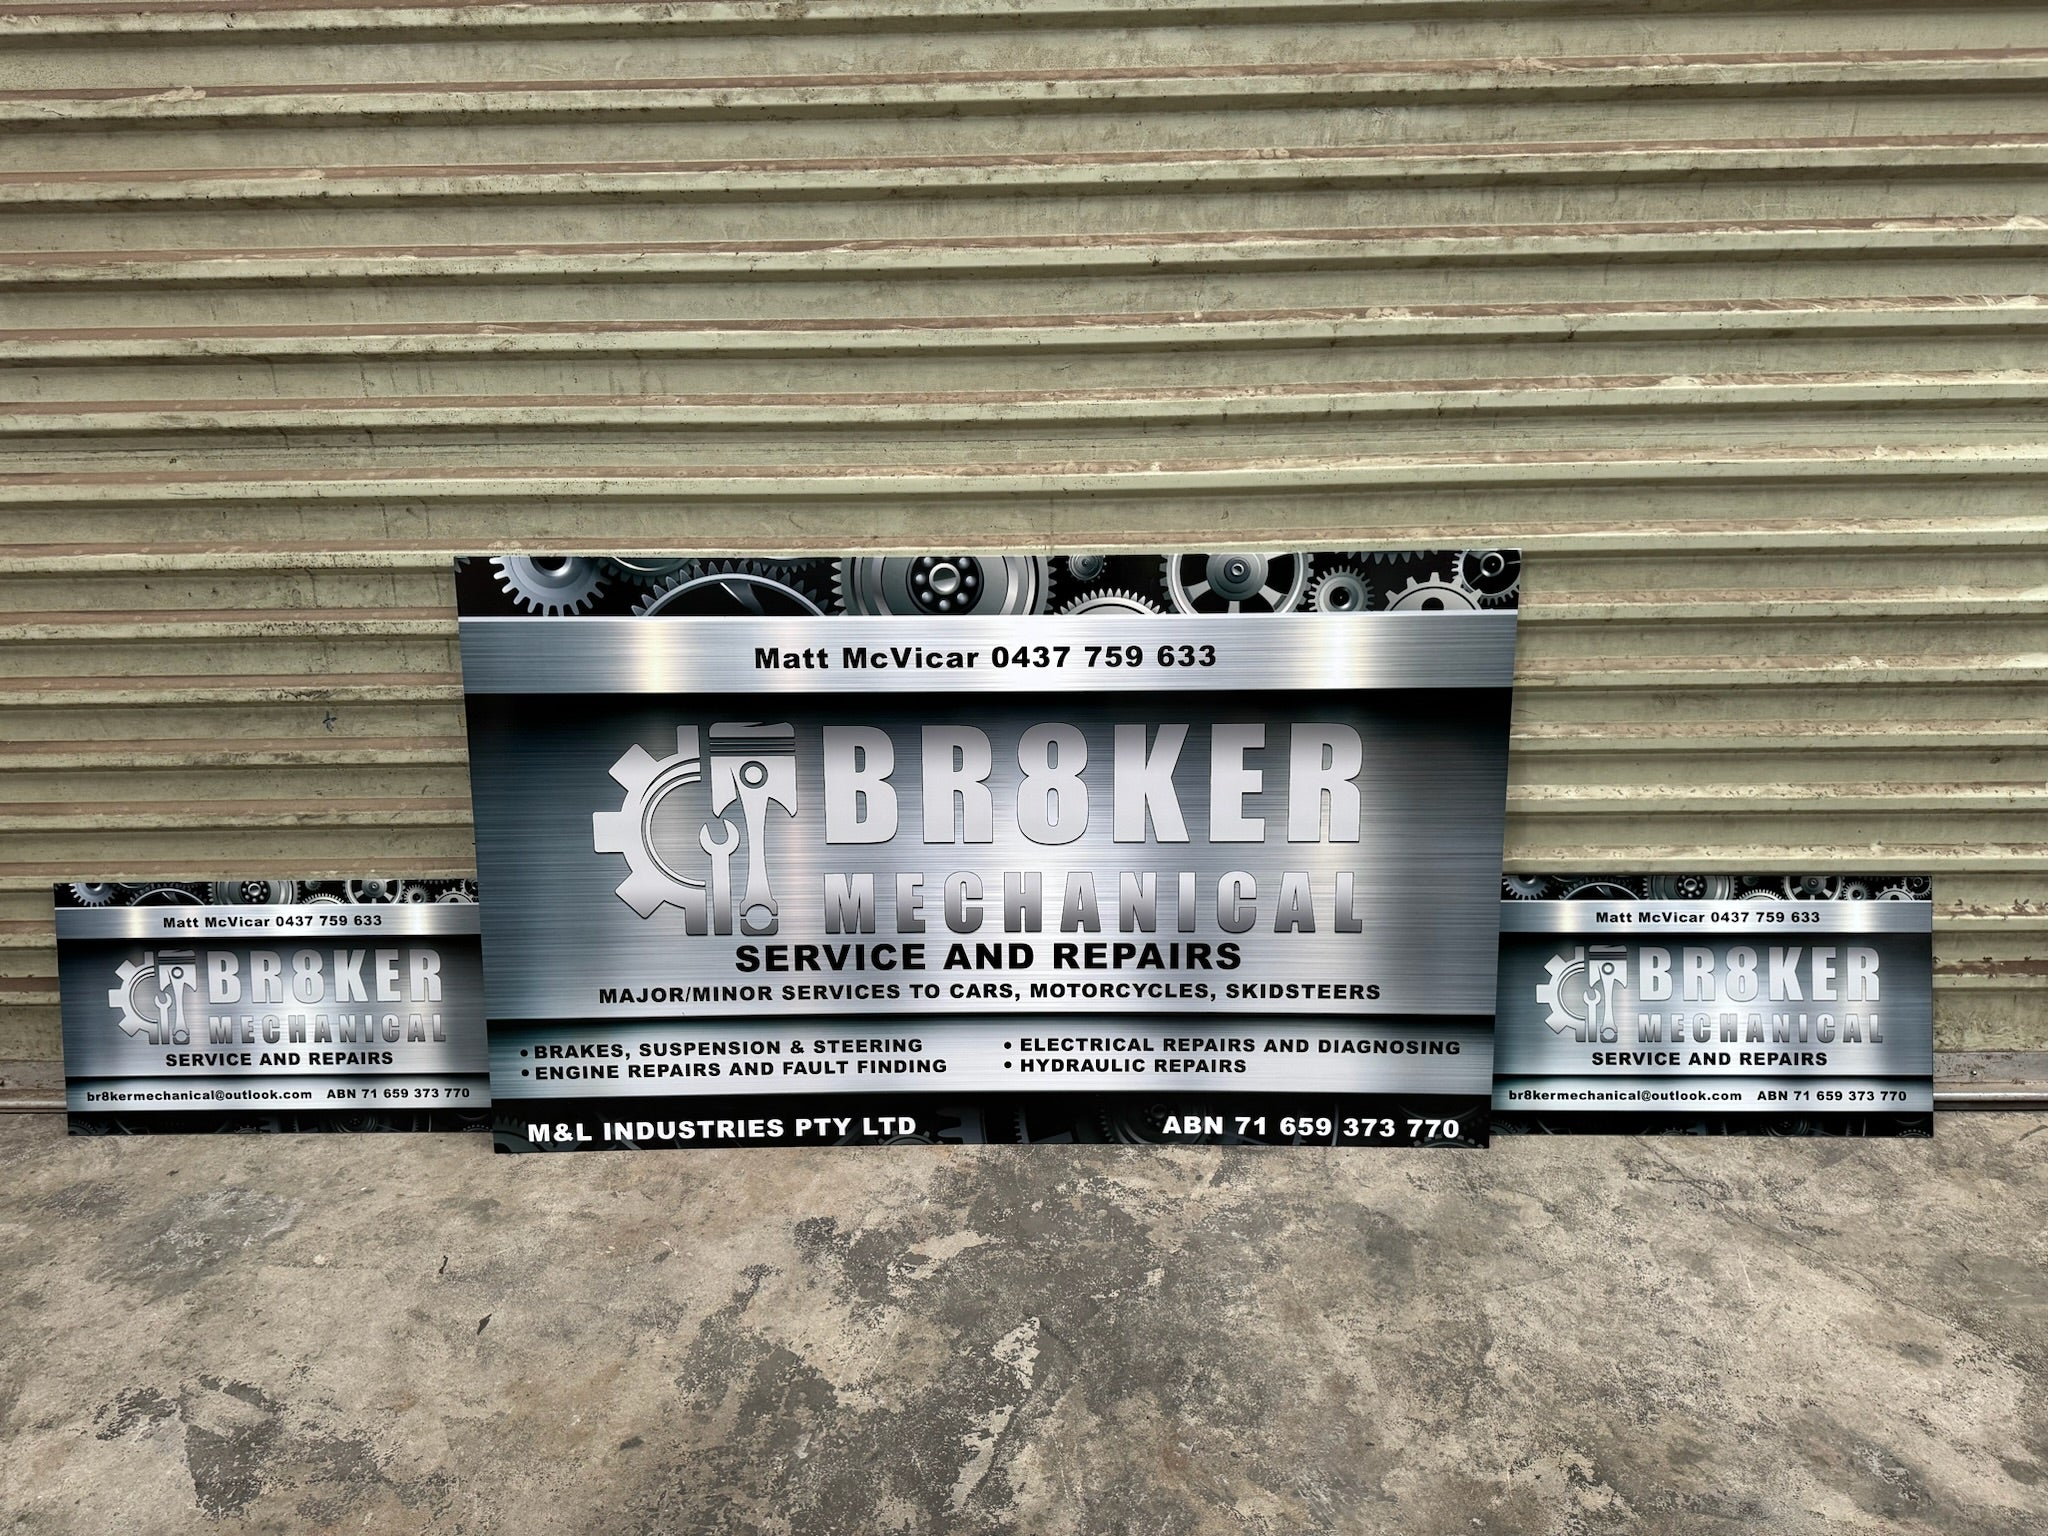 Matt McVicar 0437 759 633
BR8KER
MECHANICAL
SERVICE AND REPAIRS
br8kermechanical@outlook.com ABN 71 659 373 770
Matt McVicar 0437 759 633
BR8KER
MECHANICAL
SERVICE AND REPAIRS
MAJOR/MINOR SERVICES TO CARS, MOTORCYCLES, SKIDSTEERS
• BRAKES, SUSPENSION & STEERING
• ENGINE REPAIRS AND FAULT FINDING
• ELECTRICAL REPAIRS AND DIAGNOSING
• HYDRAULIC REPAIRS
M&L INDUSTRIES PTY LTD ABN 71 659 373 770
Matt McVicar 0437 759 633
BR8KER
MECHANICAL
SERVICE AND REPAIRS
br8kermechanical@outlook.com ABN 71 659 373 770